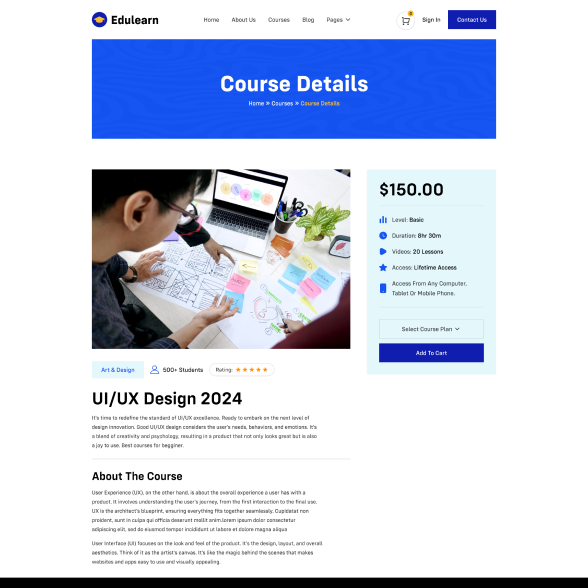 Edulearn
Home About Us Courses Blog Pages
Sign In
Contact Us
Course Details
Home » Courses » Course Details
$150.00
Level: Basic
Duration: 8hr 30m
Videos: 20 Lessons
Access: Lifetime Access
Access From Any Computer,
Tablet Or Mobile Phone.
Select Course Plan
Add To Cart
Art & Design
500+ Students
Rating:
UI/UX Design 2024
It's time to redefine the standard of UI/UX excellence. Ready to embark on the next level of
design innovation. Good UI/UX design considers the user's needs, behaviors, and emotions. It's
a blend of creativity and psychology, resulting in a product that not only looks great but is also
a joy to use. Best courses for begginer.
About The Course
User Experience (UX), on the other hand, is about the overall experience a user has with a
product. It involves understanding the user's journey, from the first interaction to the final use.
UX is the architect's blueprint, ensuring everything fits together seamlessly. Cupidatat non
proident, sunt in culpa qui officia deserunt mollit anim.lorem ipsum dolor consectetur
adipiscing elit, sed do eiusmod tempor incididunt ut labore et dolore magna aliqua
User Interface (UI) focuses on the look and feel of the product. It's the design, layout, and overall
aesthetics. Think of it as the artist's canvas. It's like the magic behind the scenes that makes
websites and apps easy to use and visually appealing.